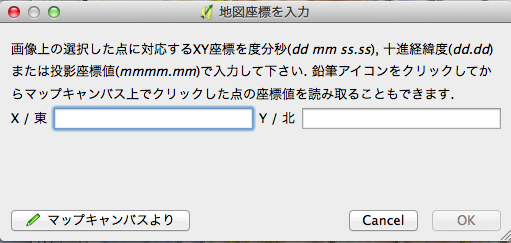 地図座標を入力
画像上の選択した点に対応するXY座標を度分秒(dd mm ss.ss), 十進経緯度(dd.dd)
または投影座標値(mmmm.mm)で入力して下さい. 鉛筆アイコンをクリックしてか
らマップキャンバス上でクリックした点の座標値を読み取ることもできます.
X / 東 Y / 北
マップキャンバスより Cancel OK